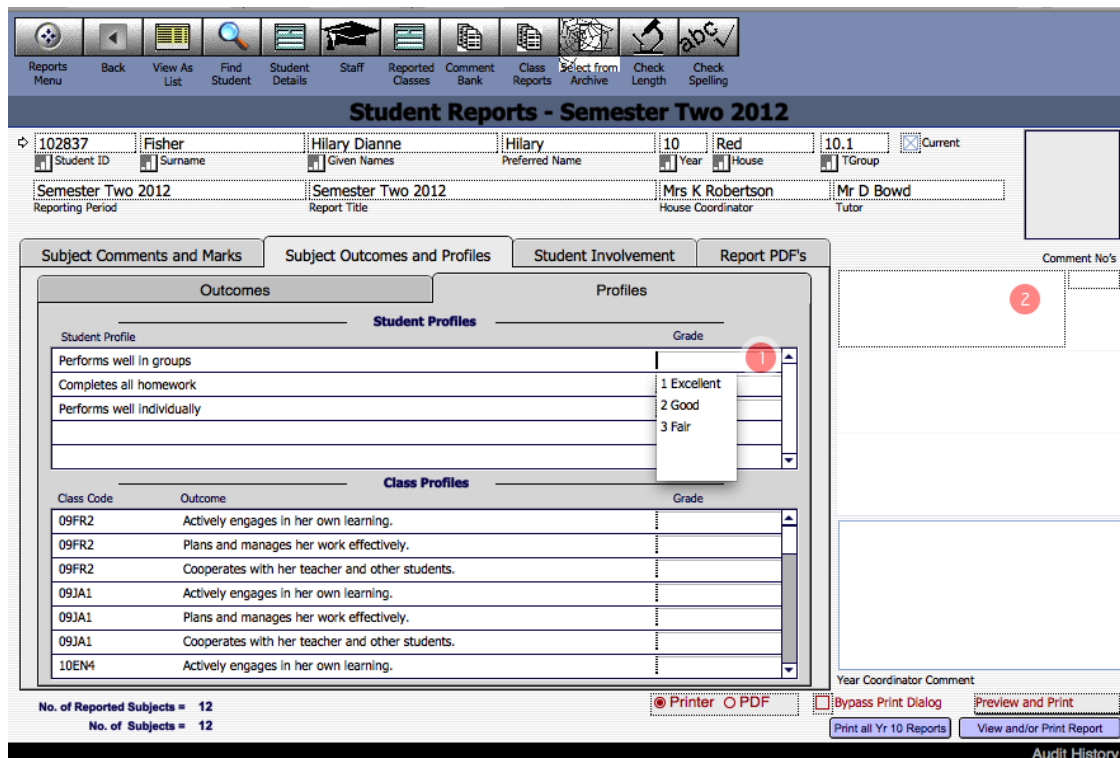 Reports Menu Back View As List Find Student Student Details Staff Reported Classes Comment Bank Class Reports Select from Archive Check Length Check Spelling
Student Reports - Semester Two 2012
102837 Fisher Hilary Dianne Hilary 10 Red 10.1 Current
Student ID Surname Given Names Preferred Name Year House TGroup
Semester Two 2012 Semester Two 2012 Mrs K Robertson Mr D Bowd
Reporting Period Report Title House Coordinator Tutor
Subject Comments and Marks Subject Outcomes and Profiles Student Involvement Report PDF's
Comment No's
Outcomes Profiles
2
Student Profiles
Student Profile Grade
Performs well in groups 1
Completes all homework 1 Excellent
2 Good
Performs well individually
3 Fair
Class Profiles
Class Code Outcome Grade
09FR2 Actively engages in her own learning.
09FR2 Plans and manages her work effectively.
09FR2 Cooperates with her teacher and other students.
09JA1 Actively engages in her own learning.
09JA1 Plans and manages her work effectively.
09JA1 Cooperates with her teacher and other students.
10EN4 Actively engages in her own learning.
Year Coordinator Comment
No. of Reported Subjects = 12 Printer PDF Bypass Print Dialog Preview and Print
No. of Subjects = 12 Print all Yr 10 Reports View and/or Print Report
Audit History